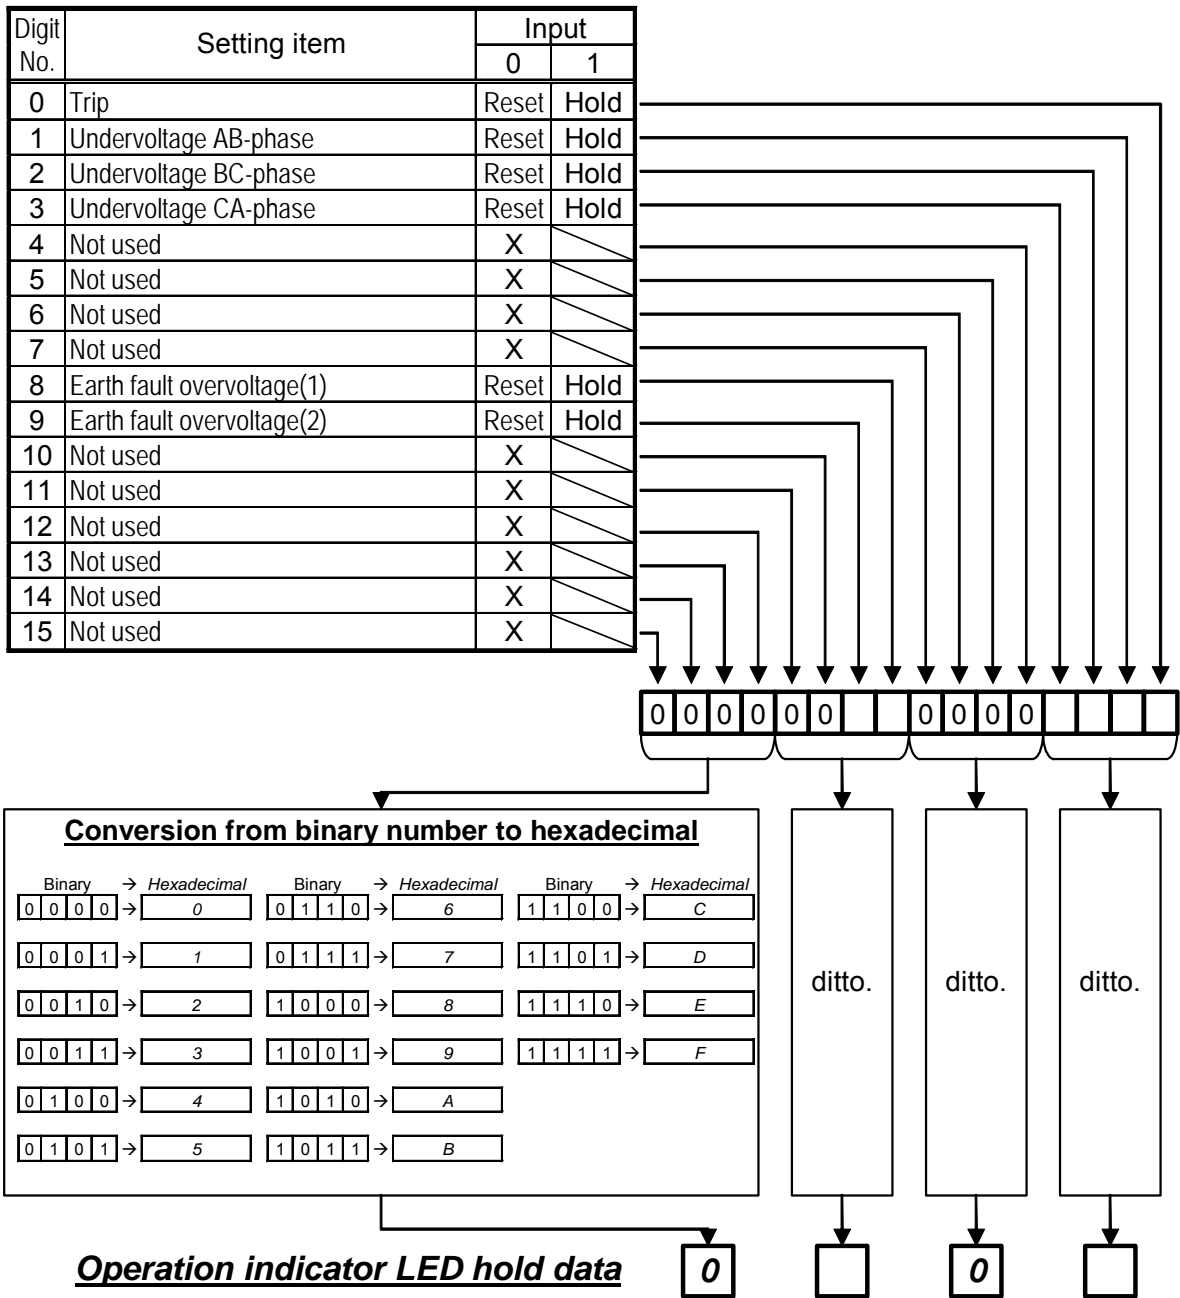 Digit No. Setting item Input
0 1
0 Trip Reset Hold
1 Undervoltage AB-phase Reset Hold
2 Undervoltage BC-phase Reset Hold
3 Undervoltage CA-phase Reset Hold
4 Not used X
5 Not used X
6 Not used X
7 Not used X
8 Earth fault overvoltage(1) Reset Hold
9 Earth fault overvoltage(2) Reset Hold
10 Not used X
11 Not used X
12 Not used X
13 Not used X
14 Not used X
15 Not used X
0 0 0 0 0 0 0 0 0 0
Conversion from binary number to hexadecimal
Binary → Hexadecimal Binary → Hexadecimal Binary → Hexadecimal
0 0 0 0 → 0 0 1 1 0 → 6 1 1 0 0 → C
0 0 0 1 → 1 0 1 1 1 → 7 1 1 0 1 → D
ditto. ditto. ditto.
0 0 1 0 → 2 1 0 0 0 → 8 1 1 1 0 → E
0 0 1 1 → 3 1 0 0 1 → 9 1 1 1 1 → F
0 1 0 0 → 4 1 0 1 0 → A
0 1 0 1 → 5 1 0 1 1 → B
Operation indicator LED hold data 0 0